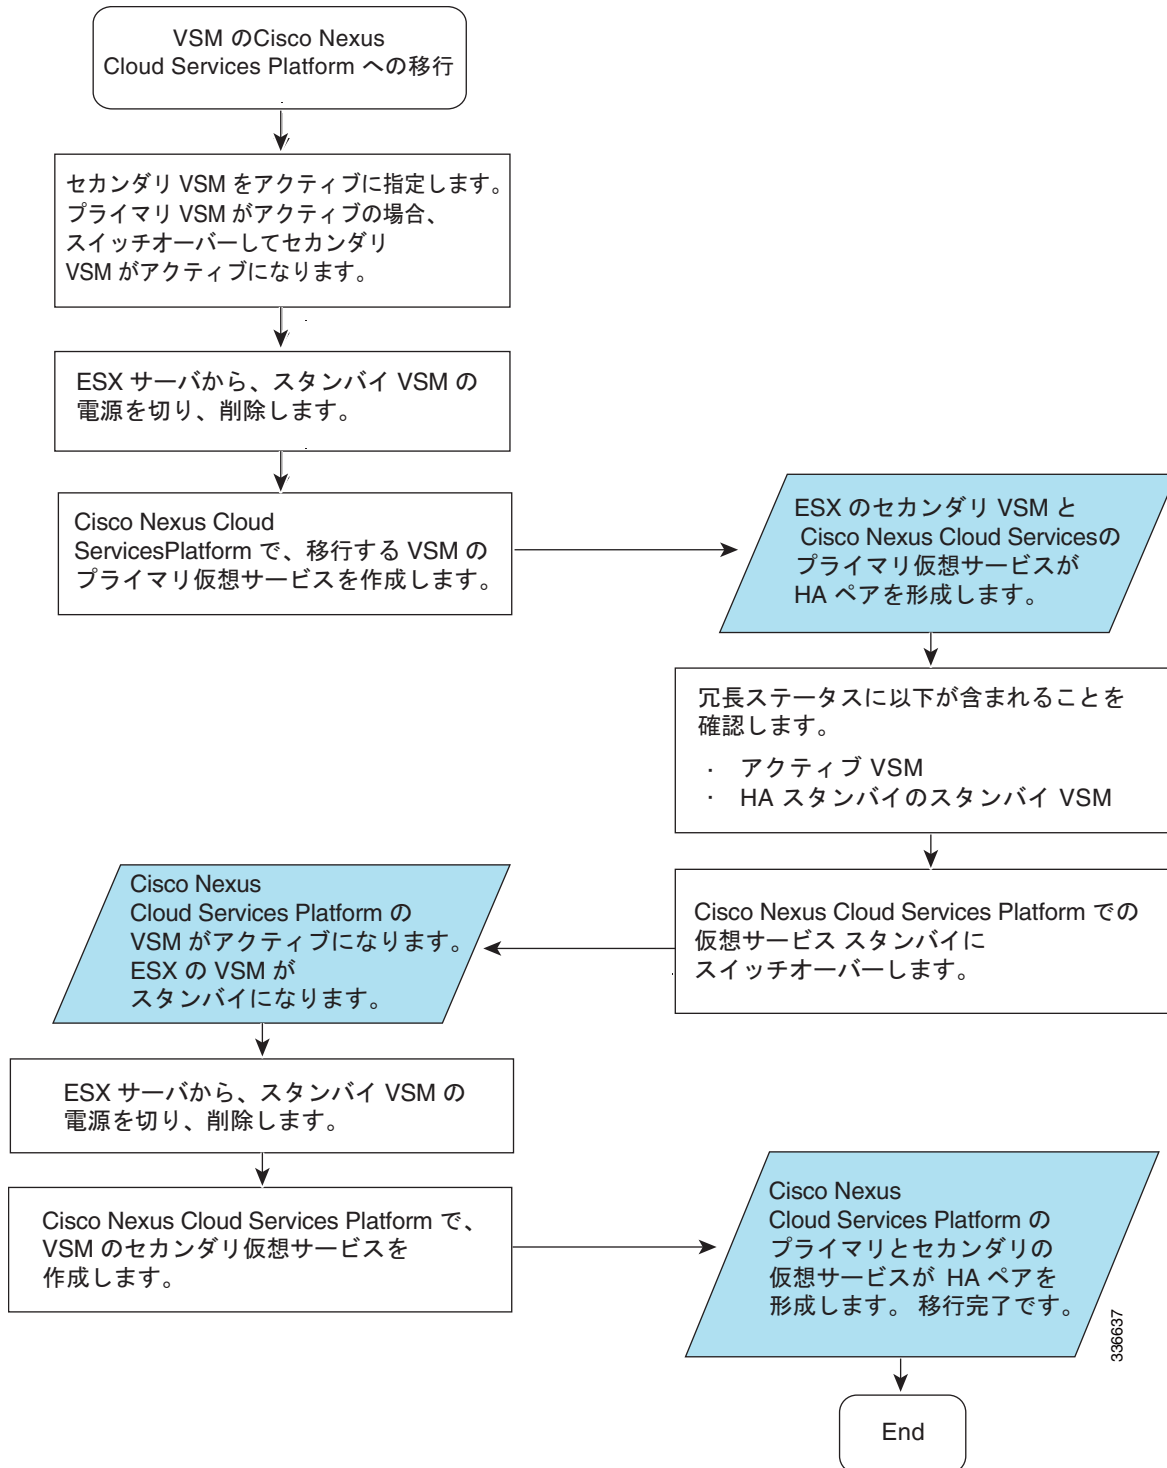 VSM のCisco Nexus
Cloud Services Platform への移行
セカンダリ VSM をアクティブに指定します。
プライマリ VSM がアクティブの場合、
スイッチオーバーしてセカンダリ
VSM がアクティブになります。
ESX サーバから、スタンバイ VSM の
電源を切り、削除します。
Cisco Nexus Cloud
ServicesPlatform で、移行する VSM の
プライマリ仮想サービスを作成します。
ESX のセカンダリ VSM と
Cisco Nexus Cloud Servicesの
プライマリ仮想サービスが
HA ペアを形成します。
冗長ステータスに以下が含まれることを
確認します。
· アクティブ VSM
· HA スタンバイのスタンバイ VSM
Cisco Nexus Cloud Services Platform での
仮想サービス スタンバイに
スイッチオーバーします。
Cisco Nexus
Cloud Services Platform の
VSM がアクティブになります。
ESX の VSM が
スタンバイになります。
ESX サーバから、スタンバイ VSM の
電源を切り、削除します。
Cisco Nexus Cloud Services Platform で、
VSM のセカンダリ仮想サービスを
作成します。
Cisco Nexus
Cloud Services Platform の
プライマリとセカンダリの
仮想サービスが HA ペアを
形成します。 移行完了です。
336637
End